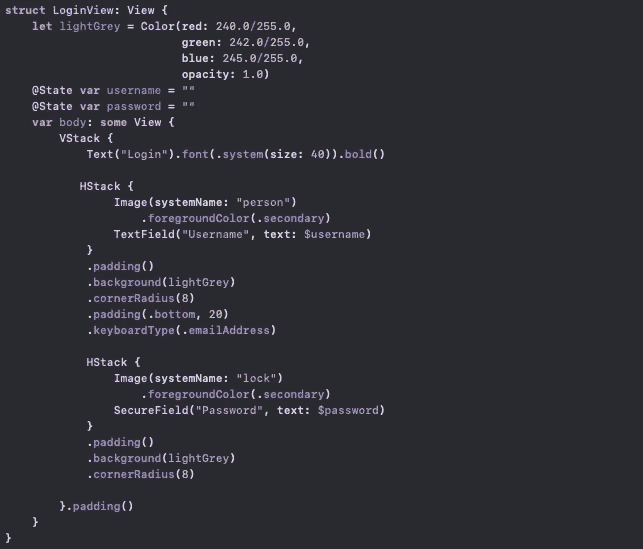 struct LoginView: View {
    let lightGrey = Color(red: 240.0/255.0,
                          green: 242.0/255.0,
                          blue: 245.0/255.0,
                          opacity: 1.0)
    @State var username = ""
    @State var password = ""
    var body: some View {
        VStack {
            Text("Login").font(.system(size: 40)).bold()

           HStack {
                Image(systemName: "person")
                    .foregroundColor(.secondary)
                TextField("Username", text: $username)
            }
            .padding()
            .background(lightGrey)
            .cornerRadius(8)
            .padding(.bottom, 20)
            .keyboardType(.emailAddress)

            HStack {
                Image(systemName: "lock")
                    .foregroundColor(.secondary)
                SecureField("Password", text: $password)
            }
            .padding()
            .background(lightGrey)
            .cornerRadius(8)

        }.padding()
    }
}